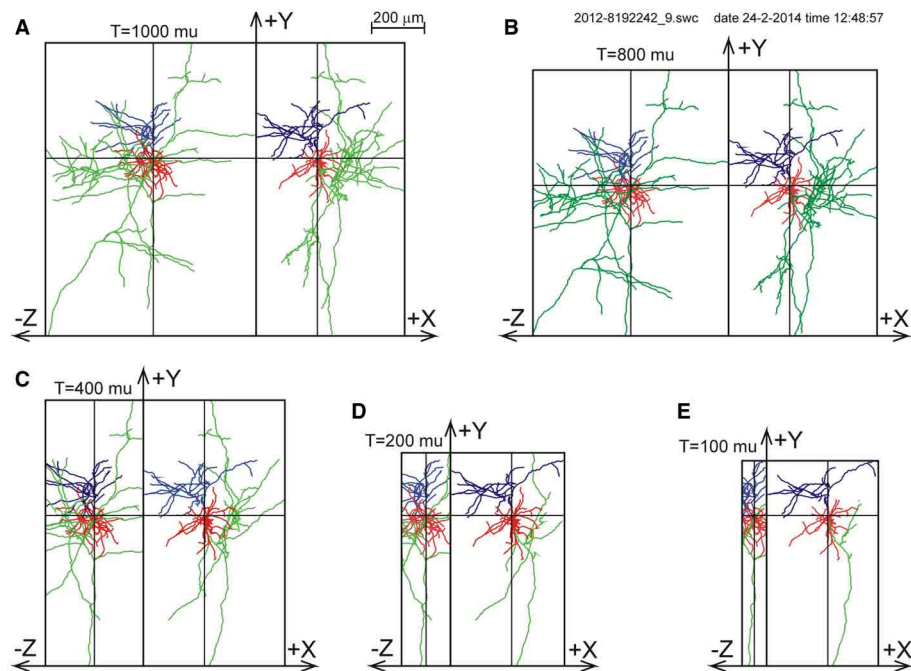 A
T=1000 mu
+Y
200 μm
-Z
+X
2012-8192242_9.swc date 24-2-2014 time 12:48:57
B
T=800 mu
+Y
-Z
+X
C
T=400 mu
+Y
-Z
+X
D
T=200 mu
+Y
-Z
+X
E
T=100 mu
+Y
-Z
+X